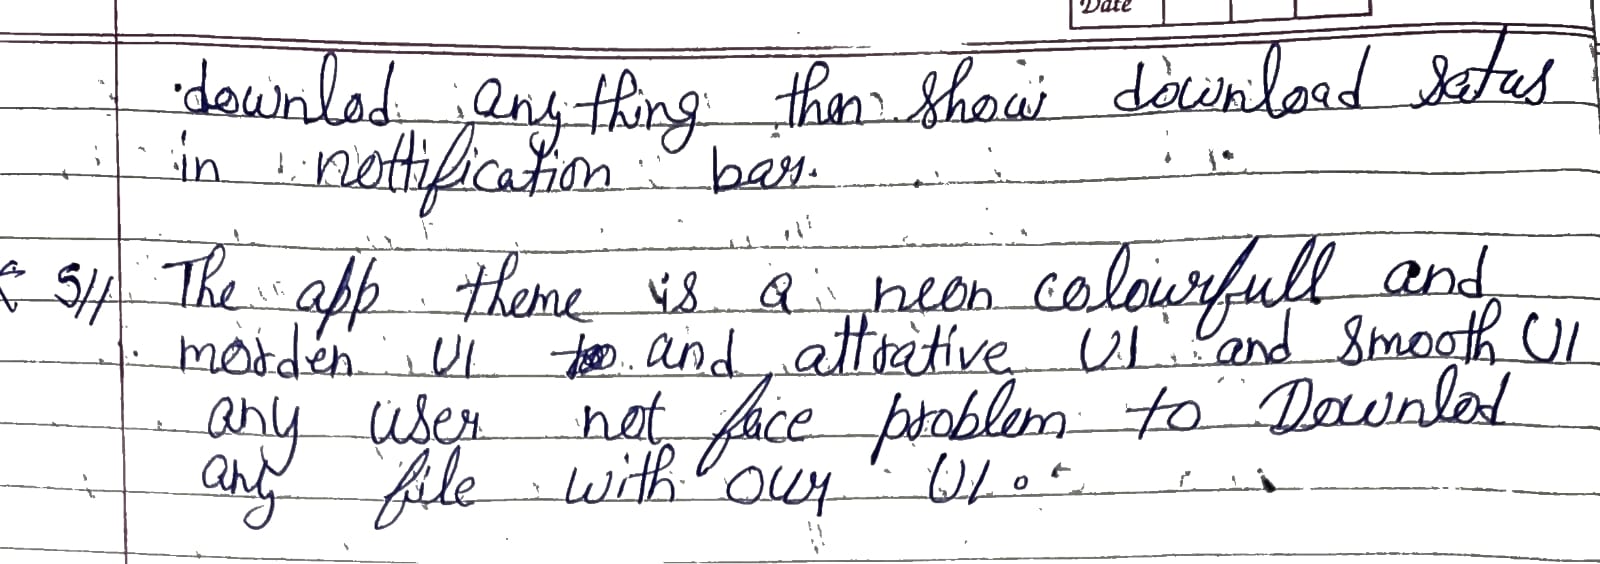 Date
downlod any thing then show download satus
in nottification bar.
5// The app theme is a neon colourfull and
morden UI and attrative UI and smooth UI
any user not face problem to Downlod
any file with our UI.